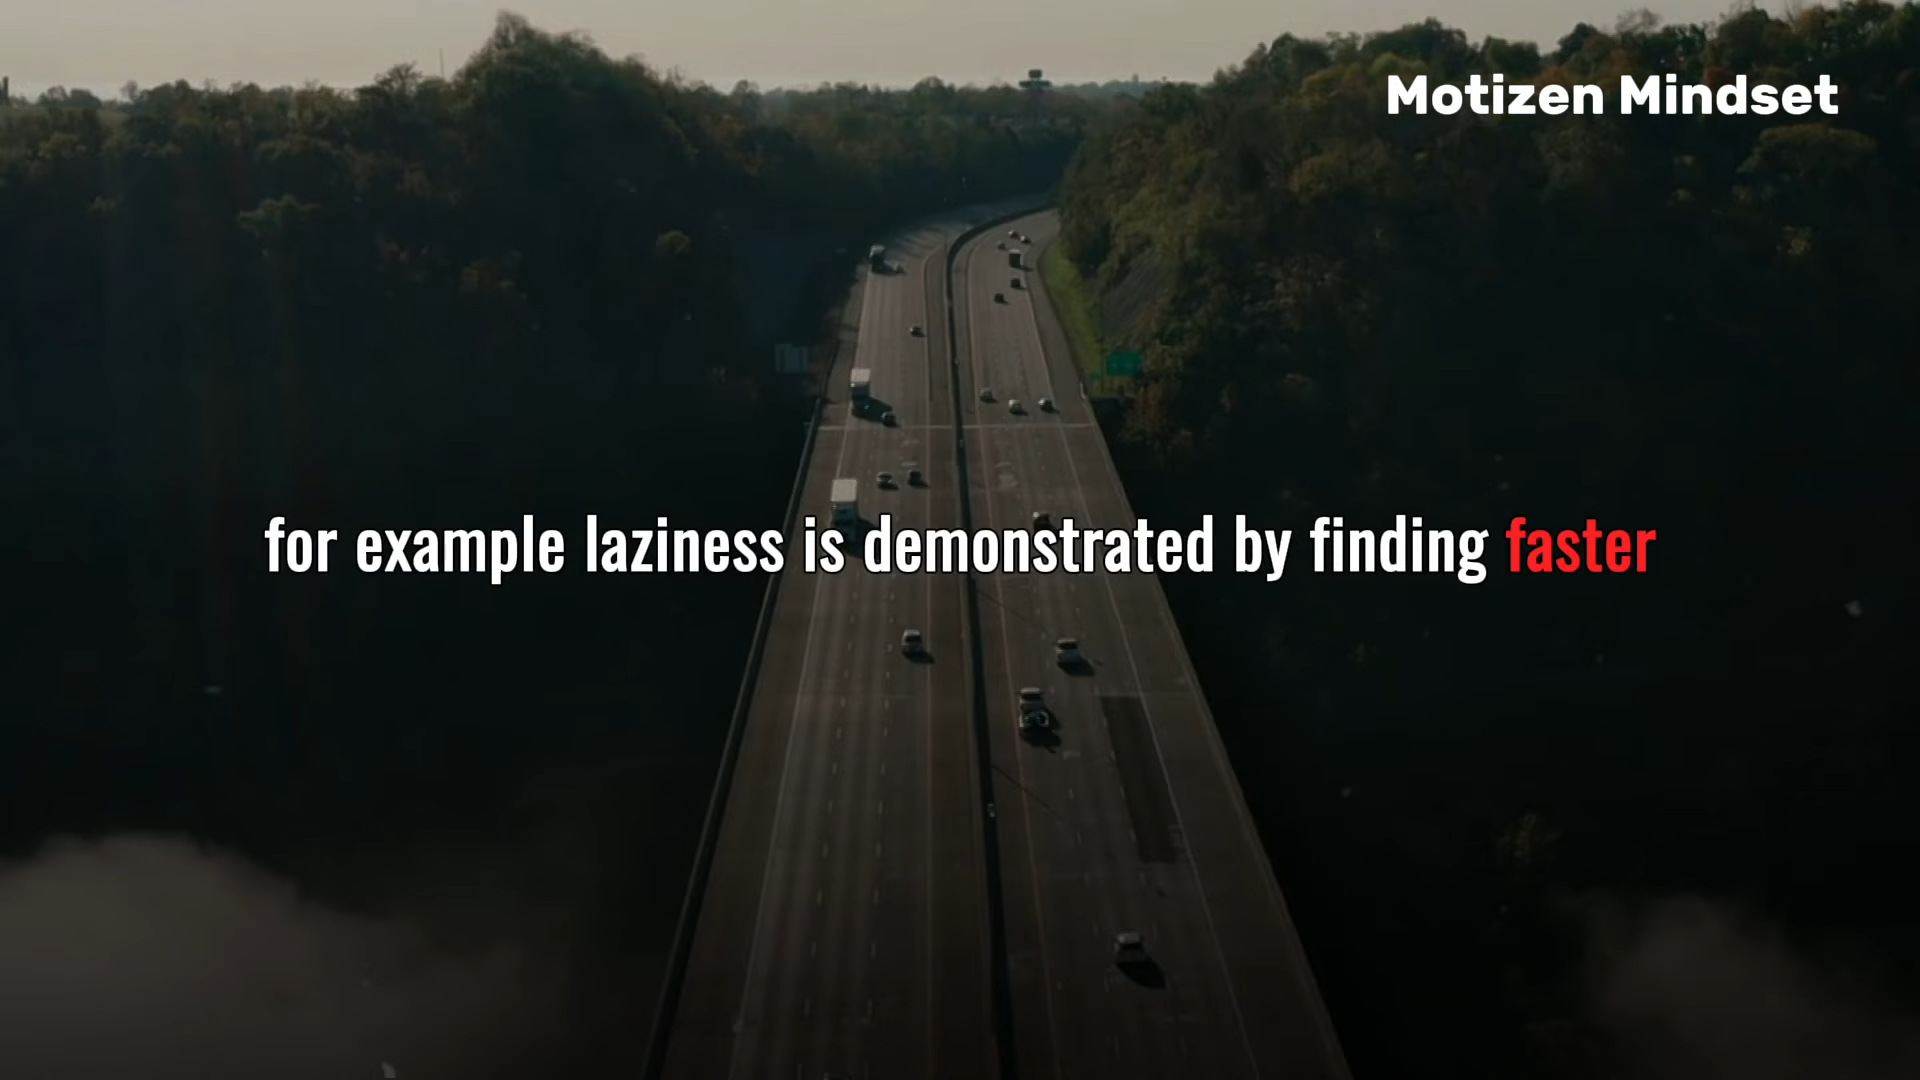 Motizen Mindset
for example laziness is demonstrated by finding faster